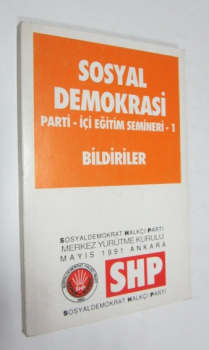 SOSYAL
DEMOKRASİ
PARTİ - İÇİ EĞİTİM SEMİNERİ - 1
BİLDİRİLER
SOSYALDEMOKRAT HALKÇI PARTİ
MERKEZ YÜRÜTME KURULU
MAYIS 1991 ANKARA
SHP
SOSYALDEMOKRAT HALKÇI PARTİ